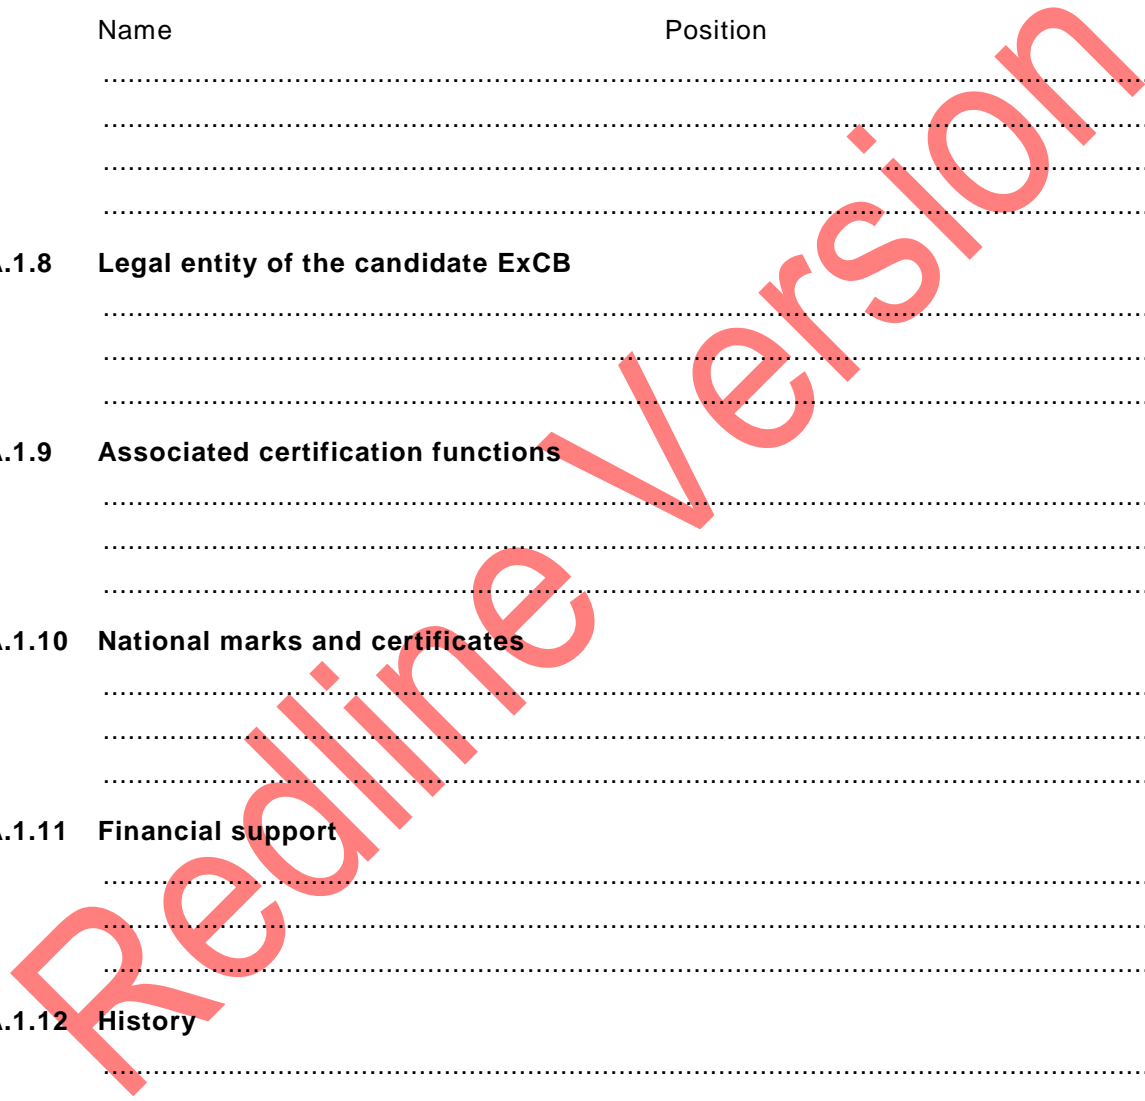 Name Position
................................................................................
................................................................................
................................................................................
................................................................................
.1.8 Legal entity of the candidate ExCB
................................................................................
................................................................................
................................................................................
.1.9 Associated certification functions
................................................................................
................................................................................
................................................................................
.1.10 National marks and certificates
................................................................................
................................................................................
................................................................................
.1.11 Financial support
................................................................................
................................................................................
................................................................................
.1.12 History
................................................................................
Redline Version